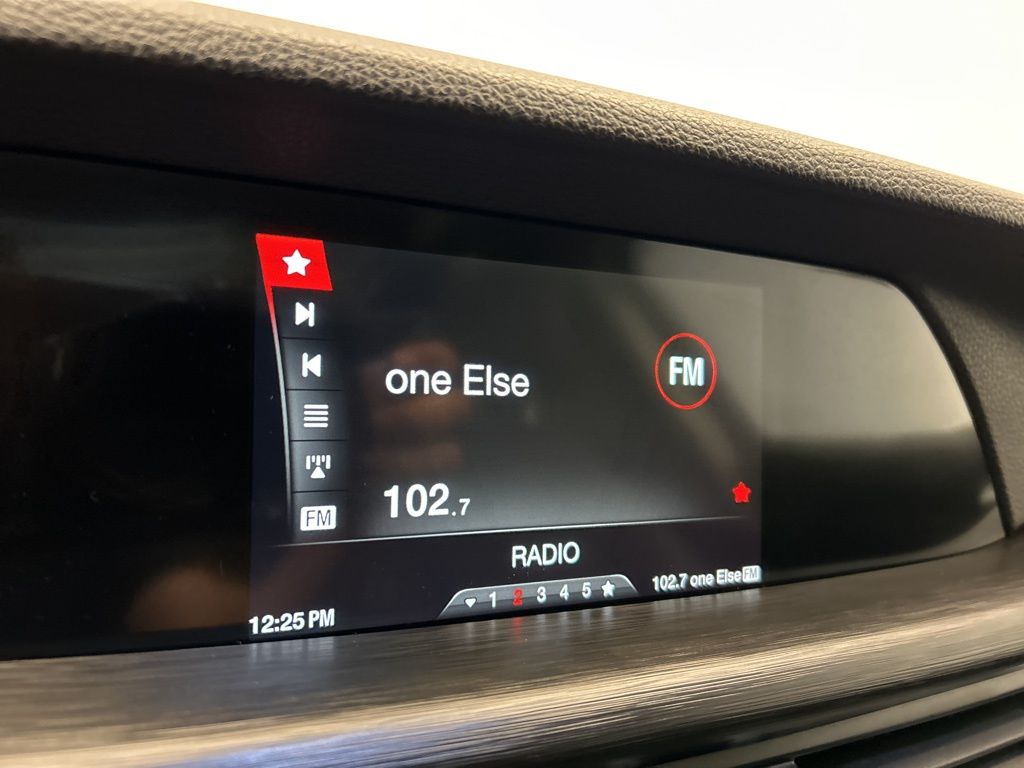 one Else
FM
102.7
FM
RADIO
1 2 3 4 5
12:25 PM
102.7 one Else FM